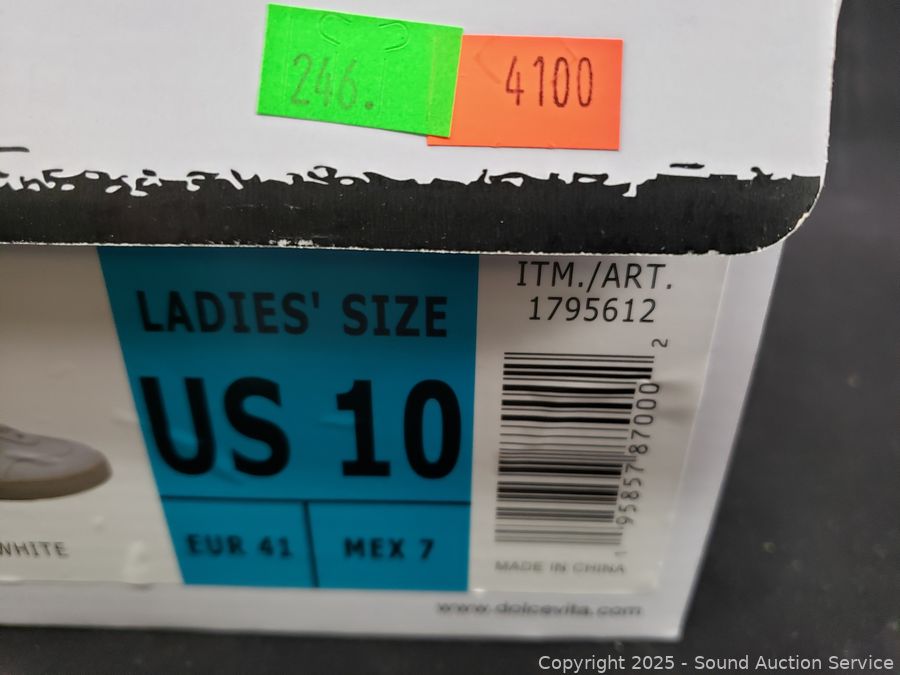 246.
4100
LADIES' SIZE
US 10
EUR 41
MEX 7
ITM./ART.
1795612
1 95857 87000 2
WHITE
MADE IN CHINA
www.dolcevita.com
Copyright 2025 - Sound Auction Service